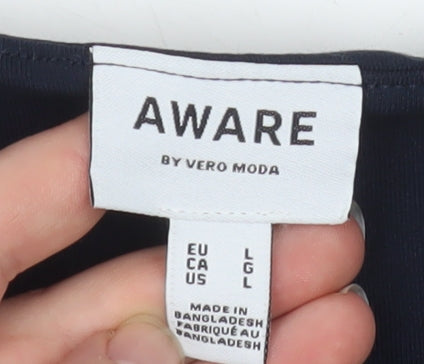 AWARE
BY VERO MODA
EU L
CA G
US L
MADE IN
BANGLADESH
FABRIQUÉ AU
BANGLADESH